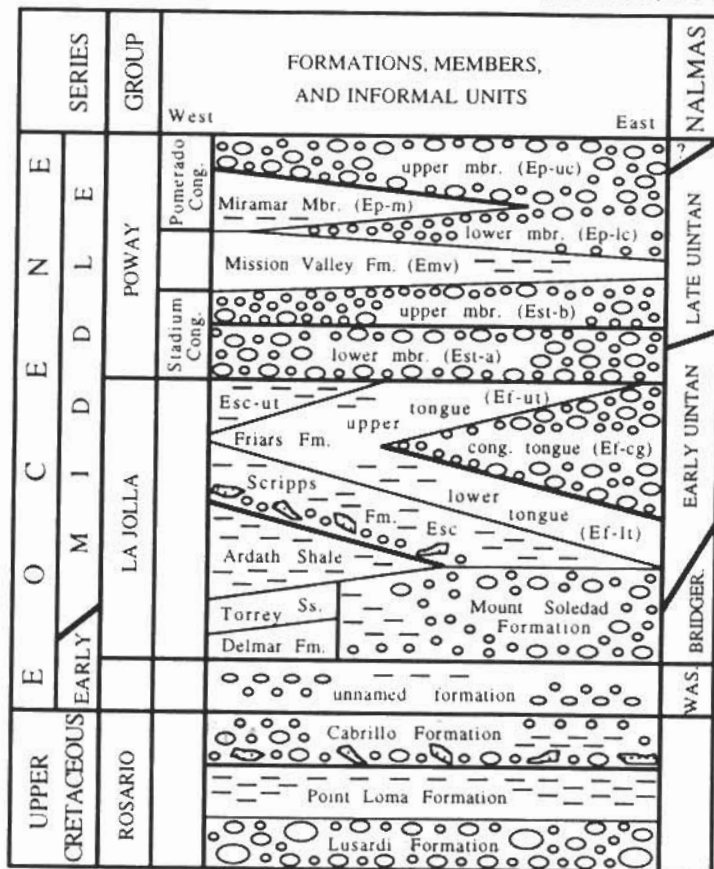 SERIES
GROUP
FORMATIONS, MEMBERS,
AND INFORMAL UNITS
West
East
NALMAS
EOCENE
MIDDLE
EARLY
UPPER
CRETACEOUS
POWAY
LA JOLLA
ROSARIO
Pomerado
Cong.
Stadium
Cong.
upper mbr. (Ep-uc)
Miramar Mbr. (Ep-m)
lower mbr. (Ep-lc)
Mission Valley Fm. (Emv)
upper mbr. (Est-b)
lower mbr. (Est-a)
Esc-ut
upper
tongue
(Ef-ut)
Friars Fm.
cong. tongue (Ef-cg)
Scripps
Fm.
Esc
lower
tongue
(Ef-lt)
Ardath Shale
Torrey Ss.
Delmar Fm.
Mount Soledad
Formation
unnamed formation
Cabrillo Formation
Point Loma Formation
Lusardi Formation
?
LATE UINTAN
EARLY UINTAN
BRIDGER.
WAS.